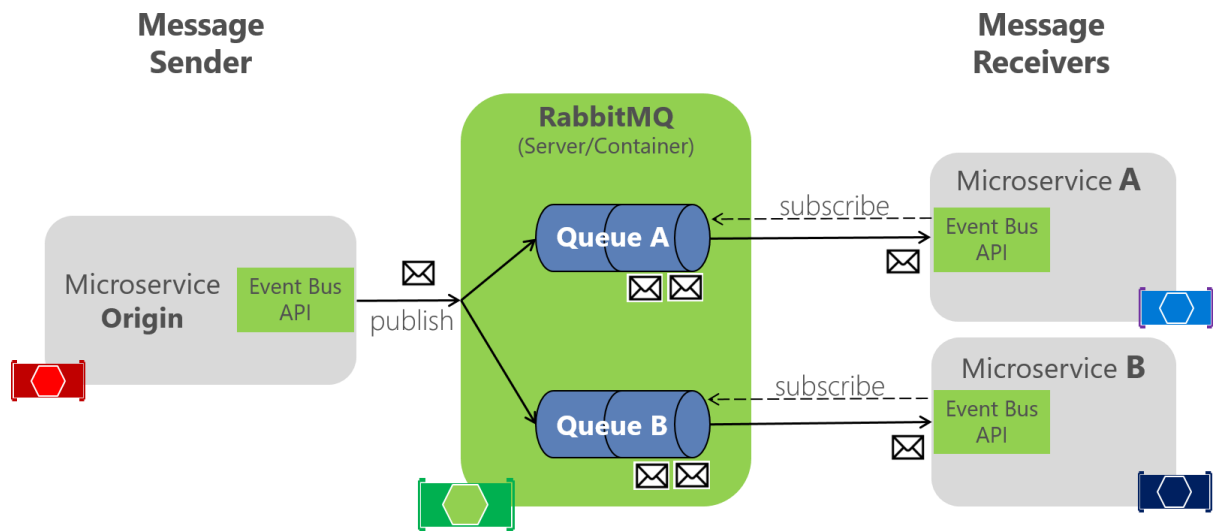 Message
Sender
Message
Receivers
RabbitMQ
(Server/Container)
Microservice
Origin
Event Bus
API
publish
Queue A
Queue B
subscribe
Microservice A
Event Bus
API
subscribe
Microservice B
Event Bus
API